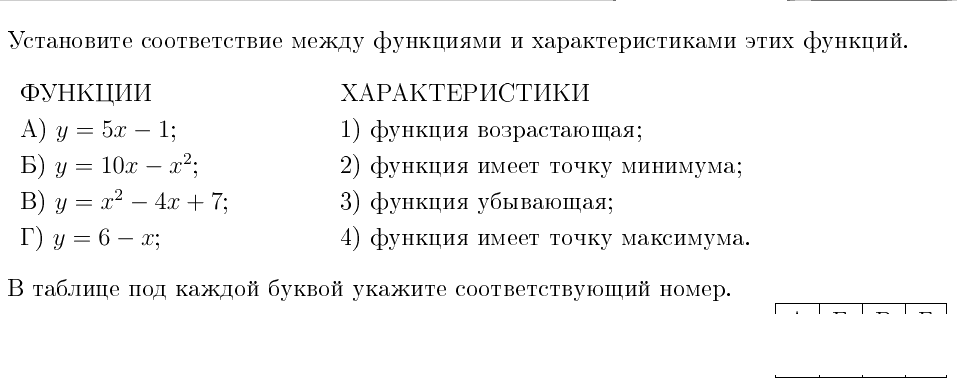 Установите соответствие между функциями и характеристиками этих функций.
ФУНКЦИИ ХАРАКТЕРИСТИКИ
А) y = 5x − 1; 1) функция возрастающая;
Б) y = 10x − x²; 2) функция имеет точку минимума;
В) y = x² − 4x + 7; 3) функция убывающая;
Г) y = 6 − x; 4) функция имеет точку максимума.
В таблице под каждой буквой укажите соответствующий номер.